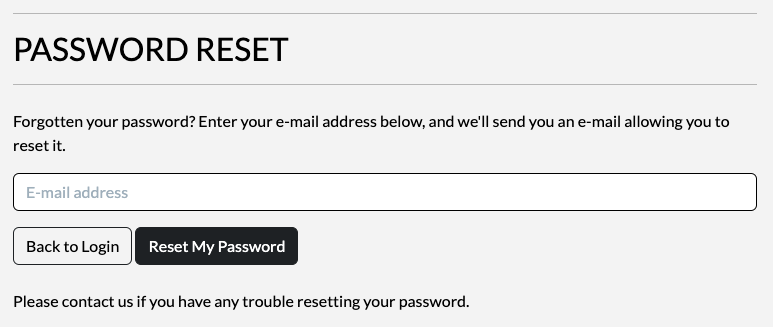 PASSWORD RESET
Forgotten your password? Enter your e-mail address below, and we'll send you an e-mail allowing you to
reset it.
E-mail address
Back to Login Reset My Password
Please contact us if you have any trouble resetting your password.